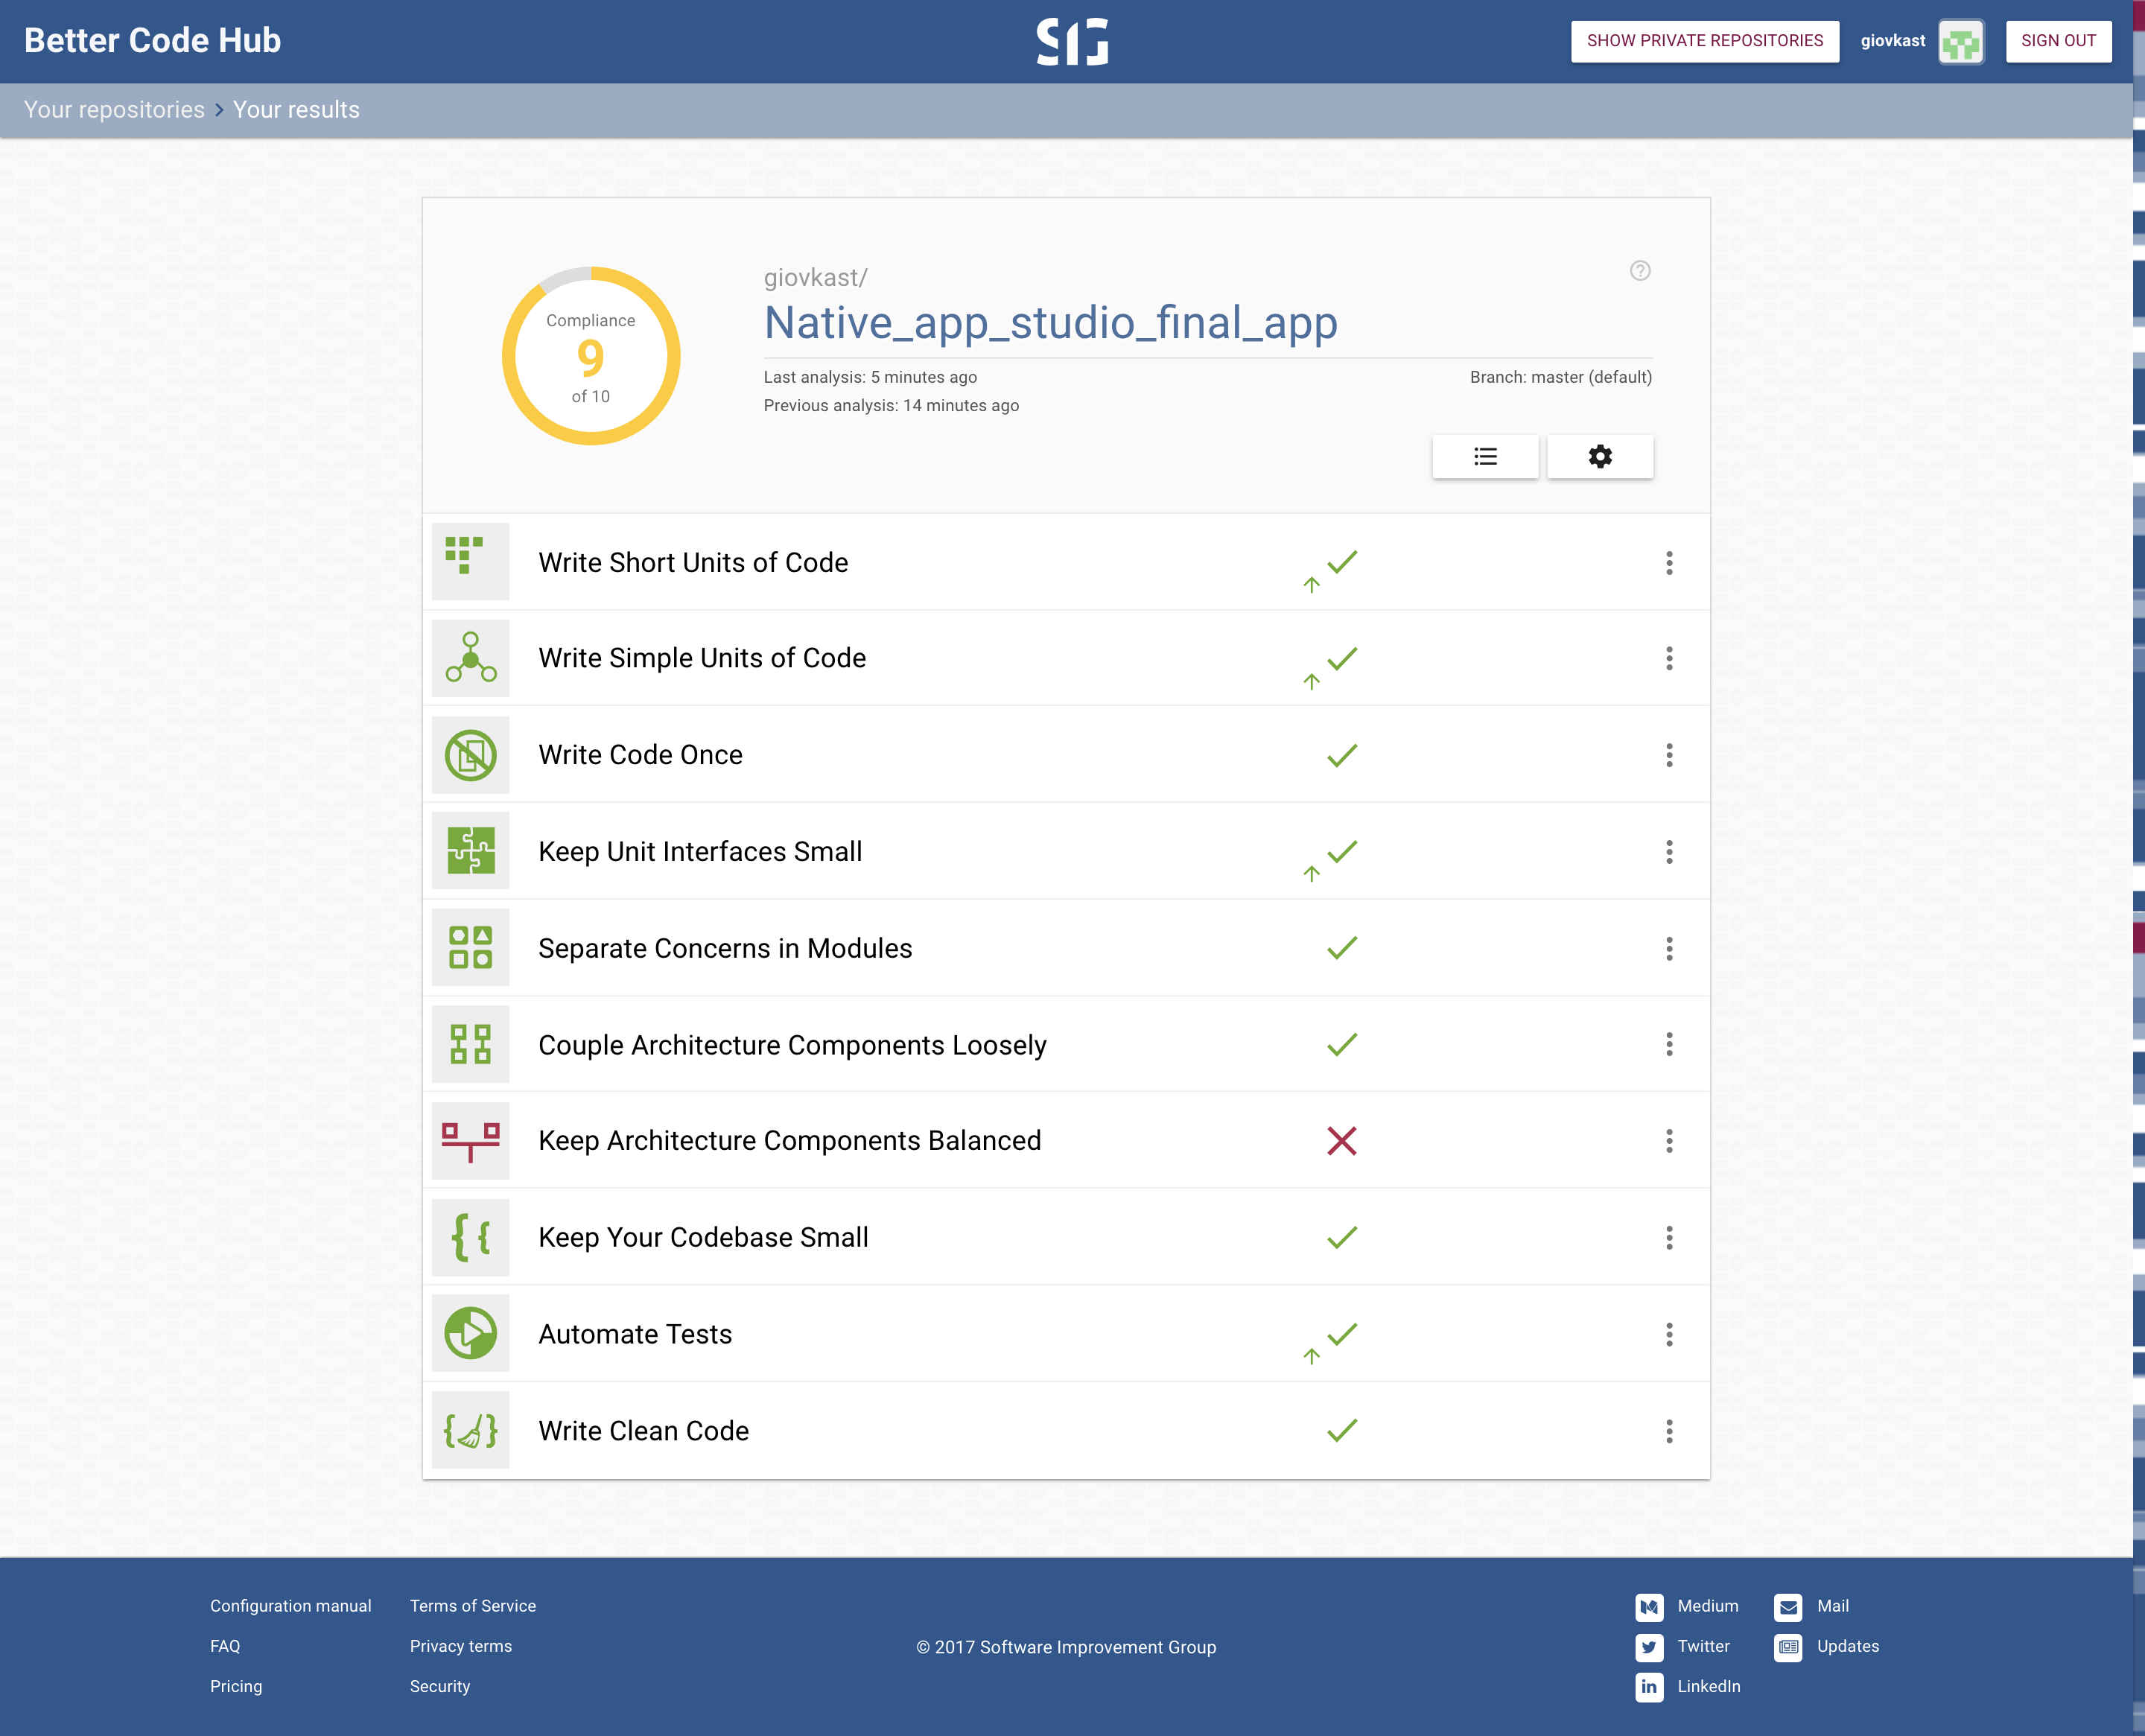 Better Code Hub
SIG
SHOW PRIVATE REPOSITORIES
giovkast
SIGN OUT
Your repositories
Your results
Compliance
9
of 10
giovkast/
Native_app_studio_final_app
Last analysis: 5 minutes ago
Branch: master (default)
Previous analysis: 14 minutes ago
Write Short Units of Code
Write Simple Units of Code
Write Code Once
Keep Unit Interfaces Small
Separate Concerns in Modules
Couple Architecture Components Loosely
Keep Architecture Components Balanced
Keep Your Codebase Small
Automate Tests
Write Clean Code
Configuration manual
FAQ
Pricing
Terms of Service
Privacy terms
Security
© 2017 Software Improvement Group
Medium
Twitter
LinkedIn
Mail
Updates